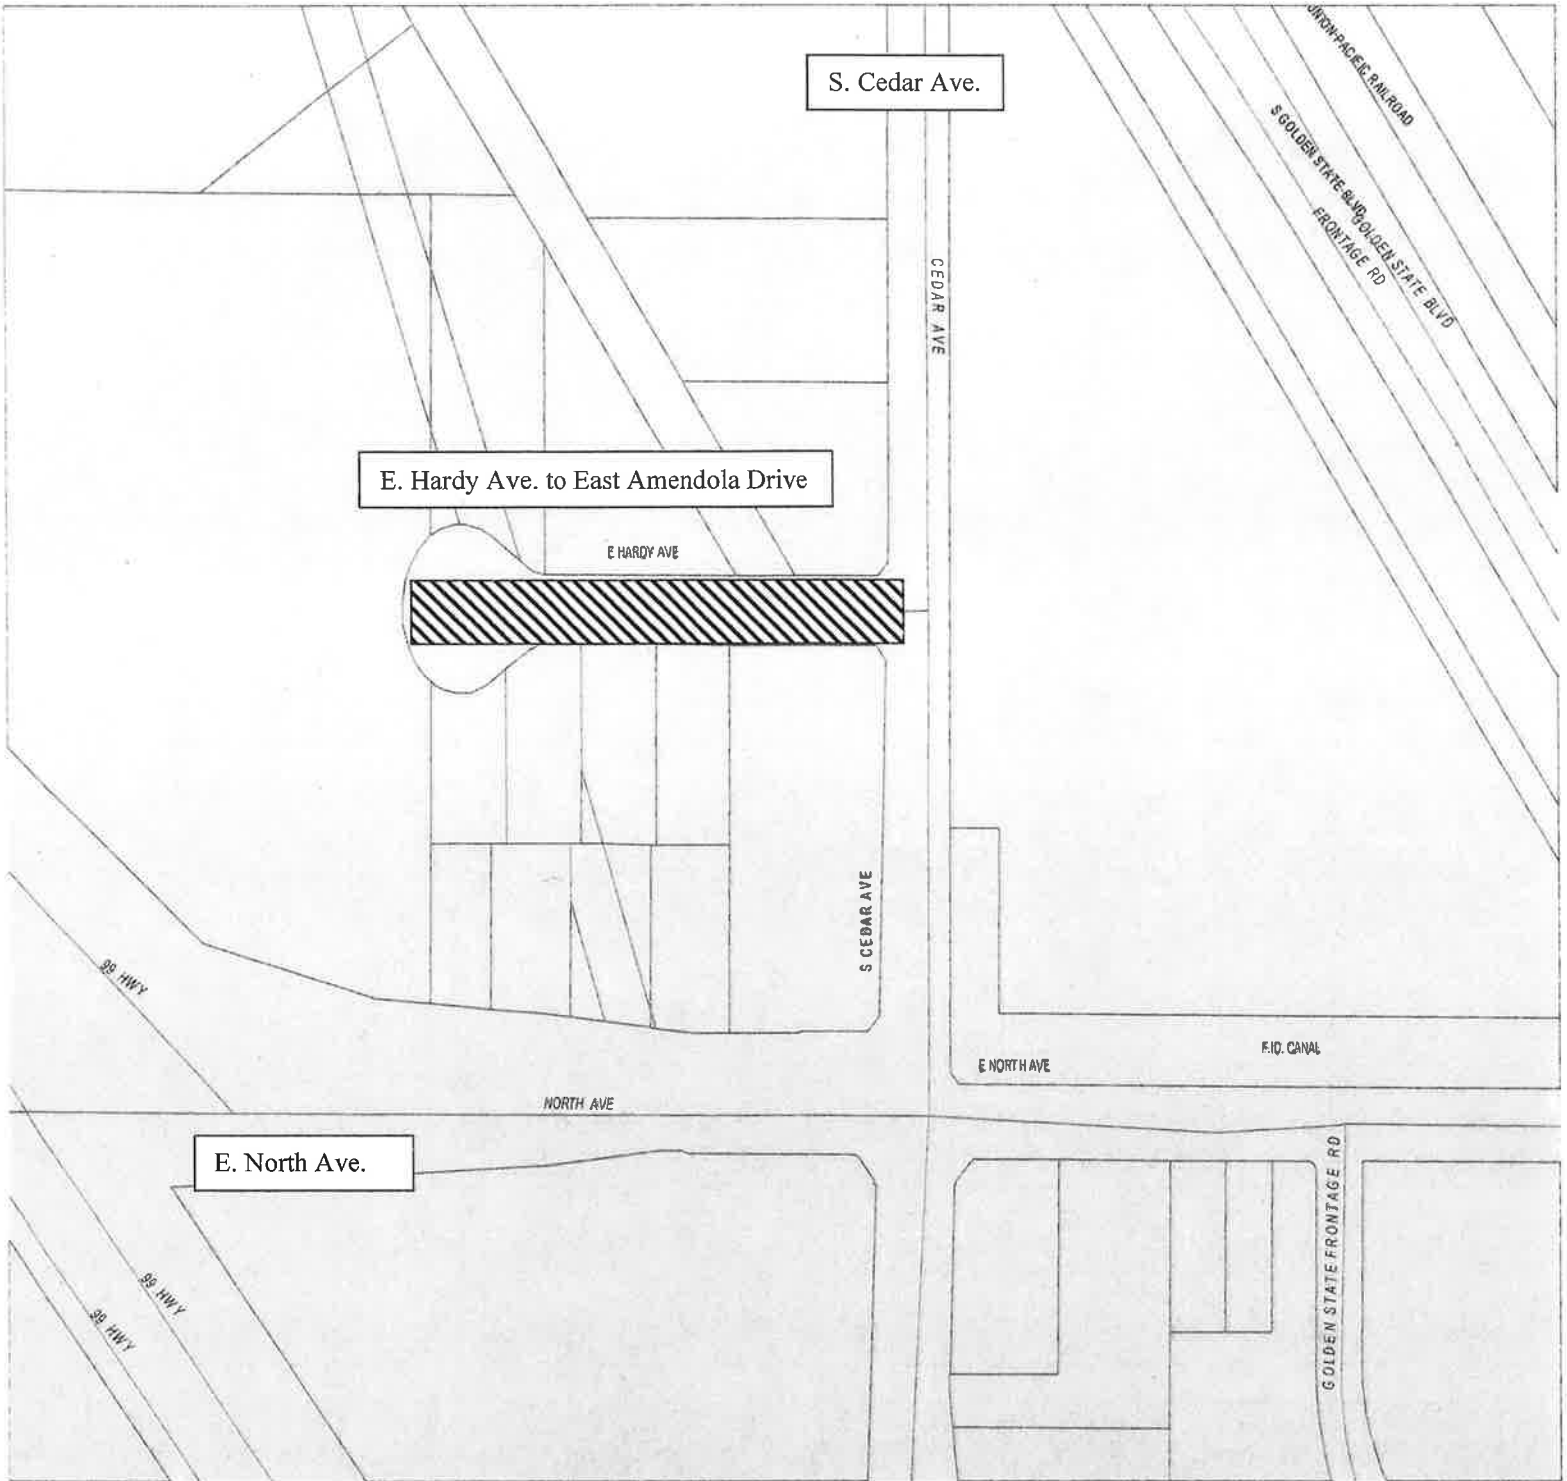 UNION-PACIFIC RAILROAD
S. Cedar Ave.
S GOLDEN STATE BLVD
GOLDEN STATE BLVD
FRONTAGE RD
CEDAR AVE
E. Hardy Ave. to East Amendola Drive
E HARDY AVE
S CEDAR AVE
99 HWY
F.ID. CANAL
E NORTH AVE
NORTH AVE
E. North Ave.
GOLDEN STATE FRONTAGE RD
99 HWY
99 HWY